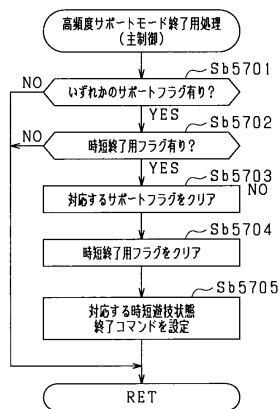 高頻度サポートモード終了用処理
(主制御)
Sb5701
NO
いずれかのサポートフラグ有り？
YES
Sb5702
NO
時短終了用フラグ有り？
YES
Sb5703
対応するサポートフラグをクリア
NO
Sb5704
時短終了用フラグをクリア
Sb5705
対応する時短遊技状態
終了コマンドを設定
RET